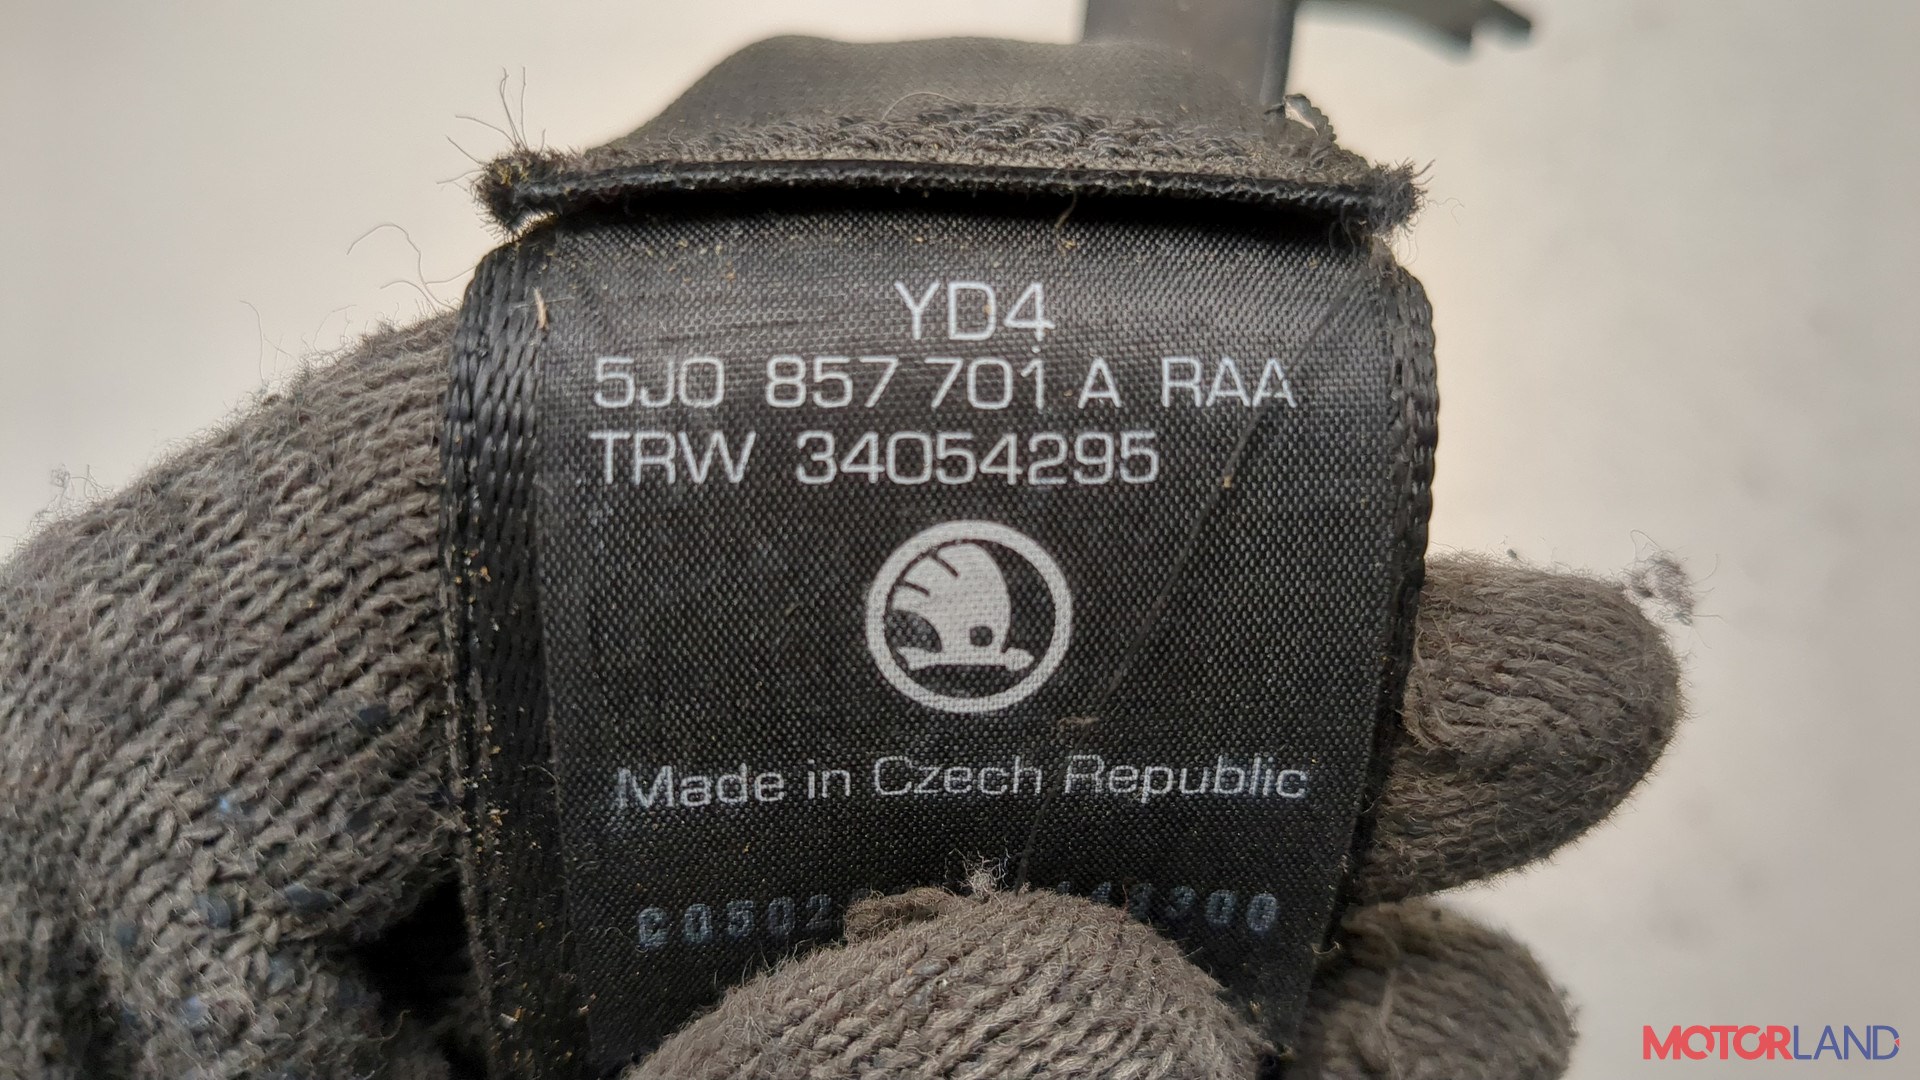 YD4
5J0 857 701 A RAA
TRW 34054295
Made in Czech Republic
MOTORLAND